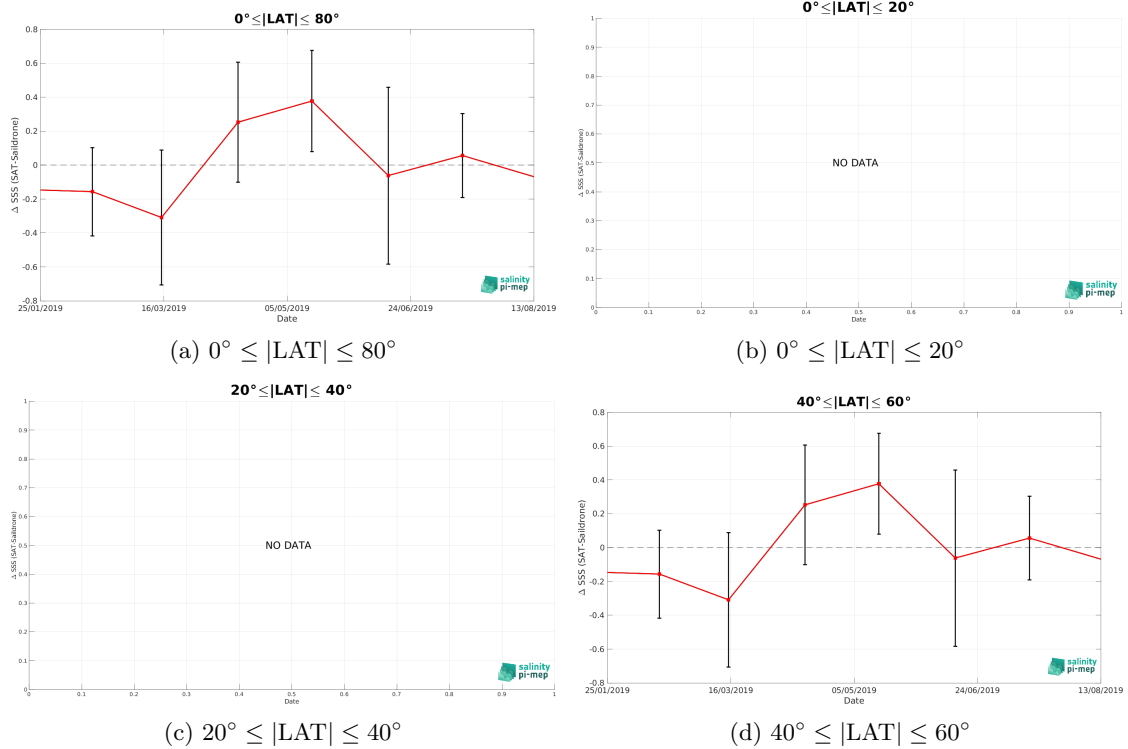 0°≤|LAT|≤ 80°
Δ SSS (SAT-Saildrone)
0.8
0.6
0.4
0.2
0
-0.2
-0.4
-0.6
-0.8
25/01/2019 16/03/2019 05/05/2019 24/06/2019 13/08/2019
Date
salinity
pi-mep
(a) 0° ≤ |LAT| ≤ 80°
0°≤|LAT|≤ 20°
Δ SSS (SAT-Saildrone)
1
0.9
0.8
0.7
0.6
0.5
0.4
0.3
0.2
0.1
0
NO DATA
0 0.1 0.2 0.3 0.4 0.5 0.6 0.7 0.8 0.9 1
Date
salinity
pi-mep
(b) 0° ≤ |LAT| ≤ 20°
20°≤|LAT|≤ 40°
Δ SSS (SAT-Saildrone)
1
0.9
0.8
0.7
0.6
0.5
0.4
0.3
0.2
0.1
0
NO DATA
0 0.1 0.2 0.3 0.4 0.5 0.6 0.7 0.8 0.9 1
Date
salinity
pi-mep
(c) 20° ≤ |LAT| ≤ 40°
40°≤|LAT|≤ 60°
Δ SSS (SAT-Saildrone)
0.8
0.6
0.4
0.2
0
-0.2
-0.4
-0.6
-0.8
25/01/2019 16/03/2019 05/05/2019 24/06/2019 13/08/2019
Date
salinity
pi-mep
(d) 40° ≤ |LAT| ≤ 60°